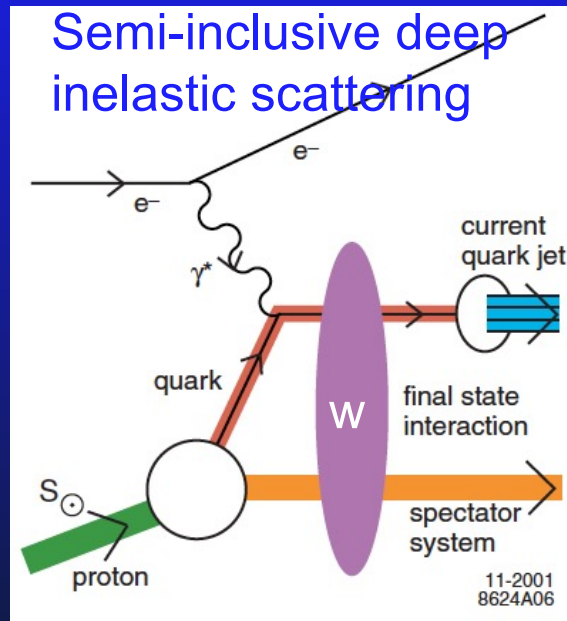 Semi-inclusive deep
inelastic scattering
e–
e–
γ*
current
quark jet
quark
final state
interaction
W
S⊙
spectator
system
proton
11-2001
8624A06